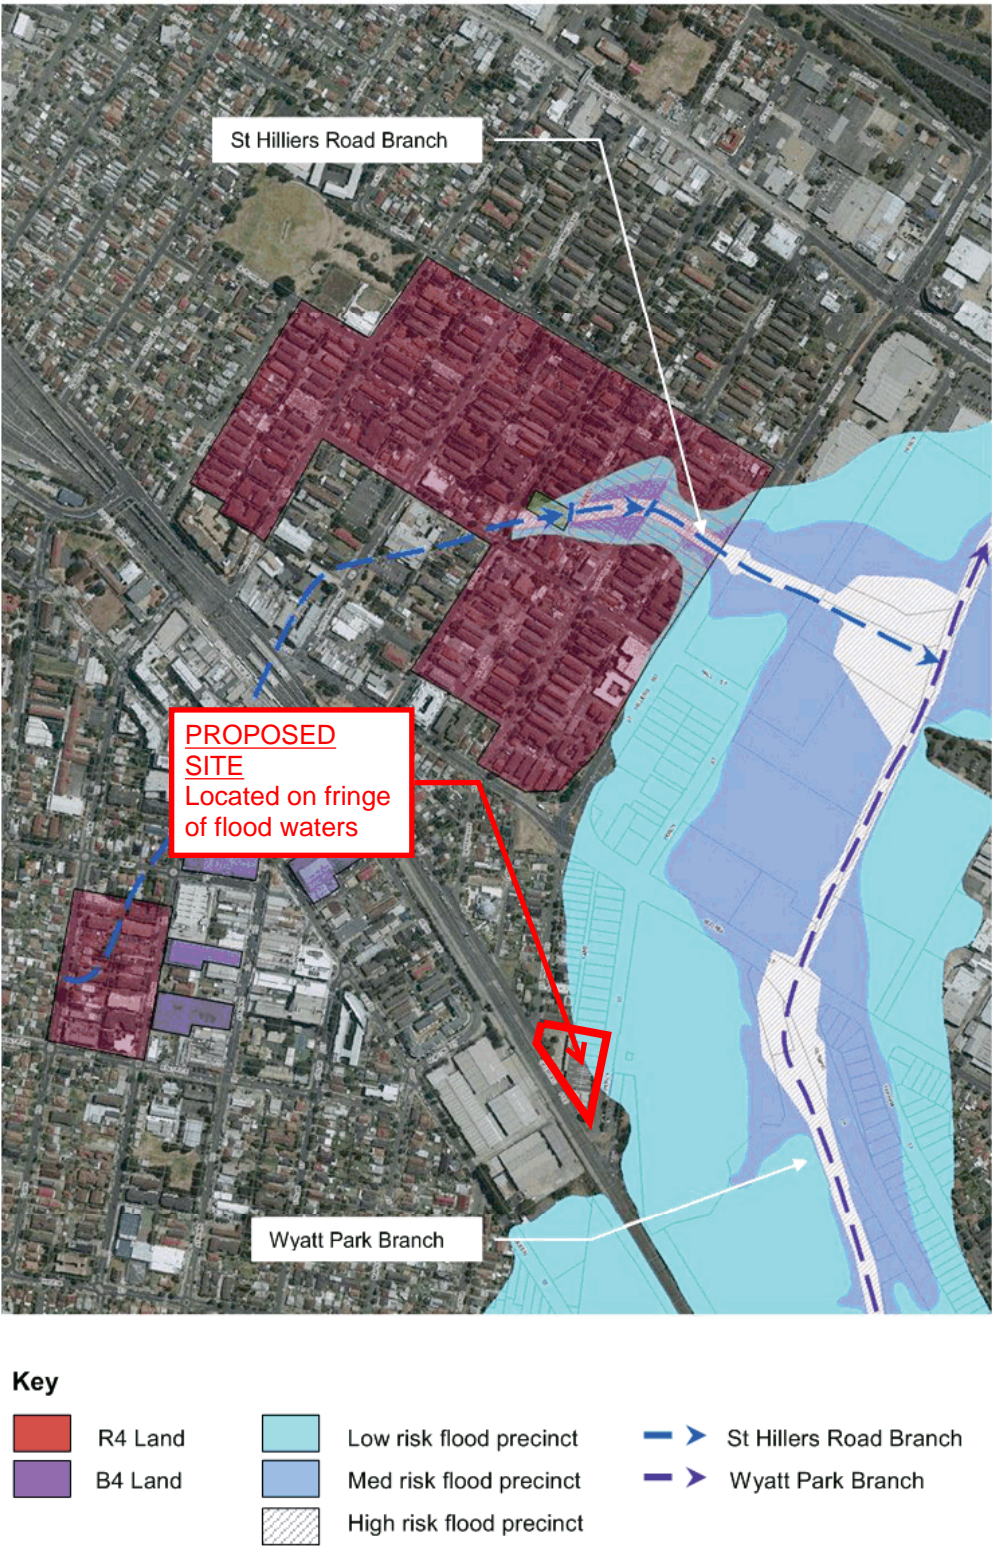 St Hilliers Road Branch
PROPOSED
SITE
Located on fringe
of flood waters
Wyatt Park Branch
Key
R4 Land
B4 Land
Low risk flood precinct
Med risk flood precinct
High risk flood precinct
St Hillers Road Branch
Wyatt Park Branch